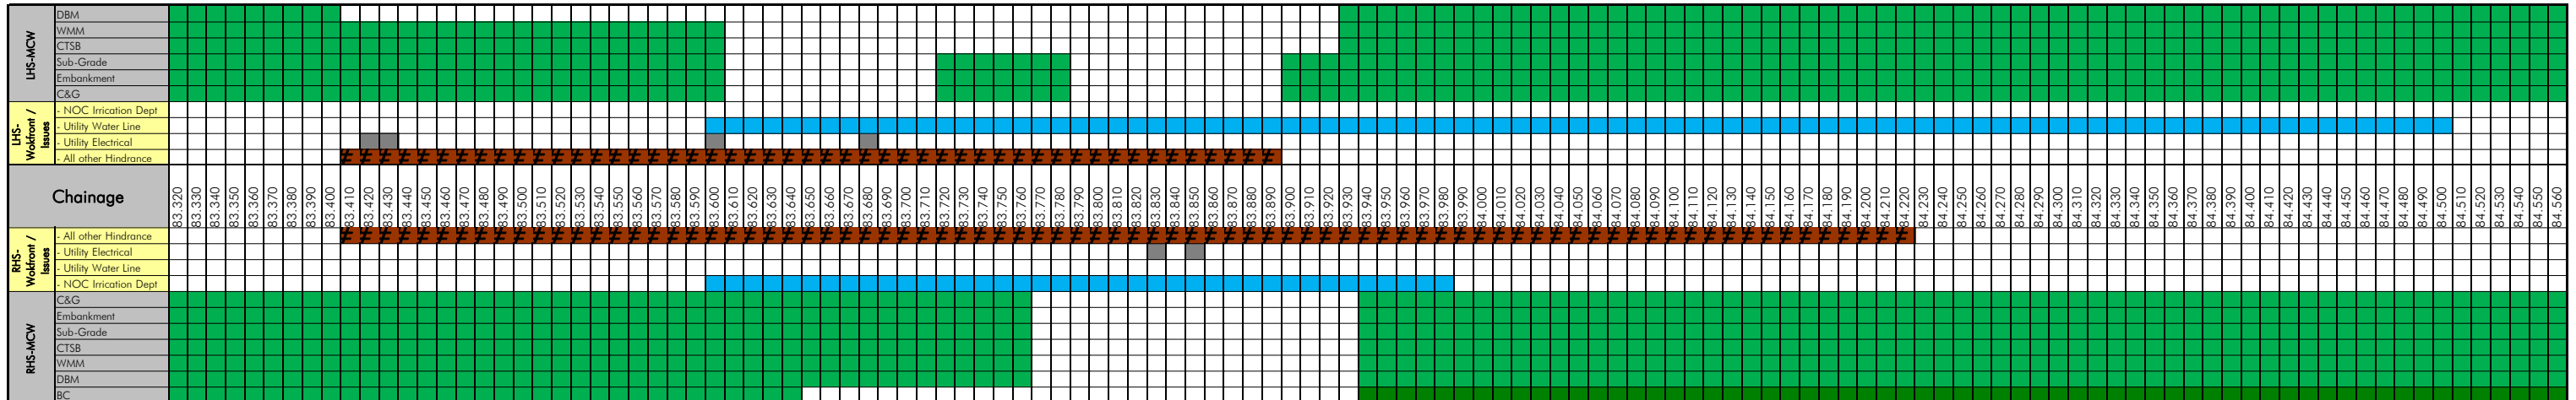 LHS-MCW
DBM
WMM
CTSB
Sub-Grade
Embankment
C&G
LHS-
Wokfront /
Issues
- NOC Irrication Dept
- Utility Water Line
- Utility Electrical
- All other Hindrance
# # # # # # # # # # # # # # # # # # # # # # # # # # # # # # # # # # # # # # # # # # # # # # # # #
Chainage
83.320 83.330 83.340 83.350 83.360 83.370 83.380 83.390 83.400 83.410 83.420 83.430 83.440 83.450 83.460 83.470 83.480 83.490 83.500 83.510 83.520 83.530 83.540 83.550 83.560 83.570 83.580 83.590 83.600 83.610 83.620 83.630 83.640 83.650 83.660 83.670 83.680 83.690 83.700 83.710 83.720 83.730 83.740 83.750 83.760 83.770 83.780 83.790 83.800 83.810 83.820 83.830 83.840 83.850 83.860 83.870 83.880 83.890 83.900 83.910 83.920 83.930 83.940 83.950 83.960 83.970 83.980 83.990 84.000 84.010 84.020 84.030 84.040 84.050 84.060 84.070 84.080 84.090 84.100 84.110 84.120 84.130 84.140 84.150 84.160 84.170 84.180 84.190 84.200 84.210 84.220 84.230 84.240 84.250 84.260 84.270 84.280 84.290 84.300 84.310 84.320 84.330 84.340 84.350 84.360 84.370 84.380 84.390 84.400 84.410 84.420 84.430 84.440 84.450 84.460 84.470 84.480 84.490 84.500 84.510 84.520 84.530 84.540 84.550 84.560
RHS-
Wokfront /
Issues
- All other Hindrance
# # # # # # # # # # # # # # # # # # # # # # # # # # # # # # # # # # # # # # # # # # # # # # # # # # # # # # # # # # # # # # # # # # # # # # # # # # # # # # # # # #
- Utility Electrical
- Utility Water Line
- NOC Irrication Dept
RHS-MCW
C&G
Embankment
Sub-Grade
CTSB
WMM
DBM
BC